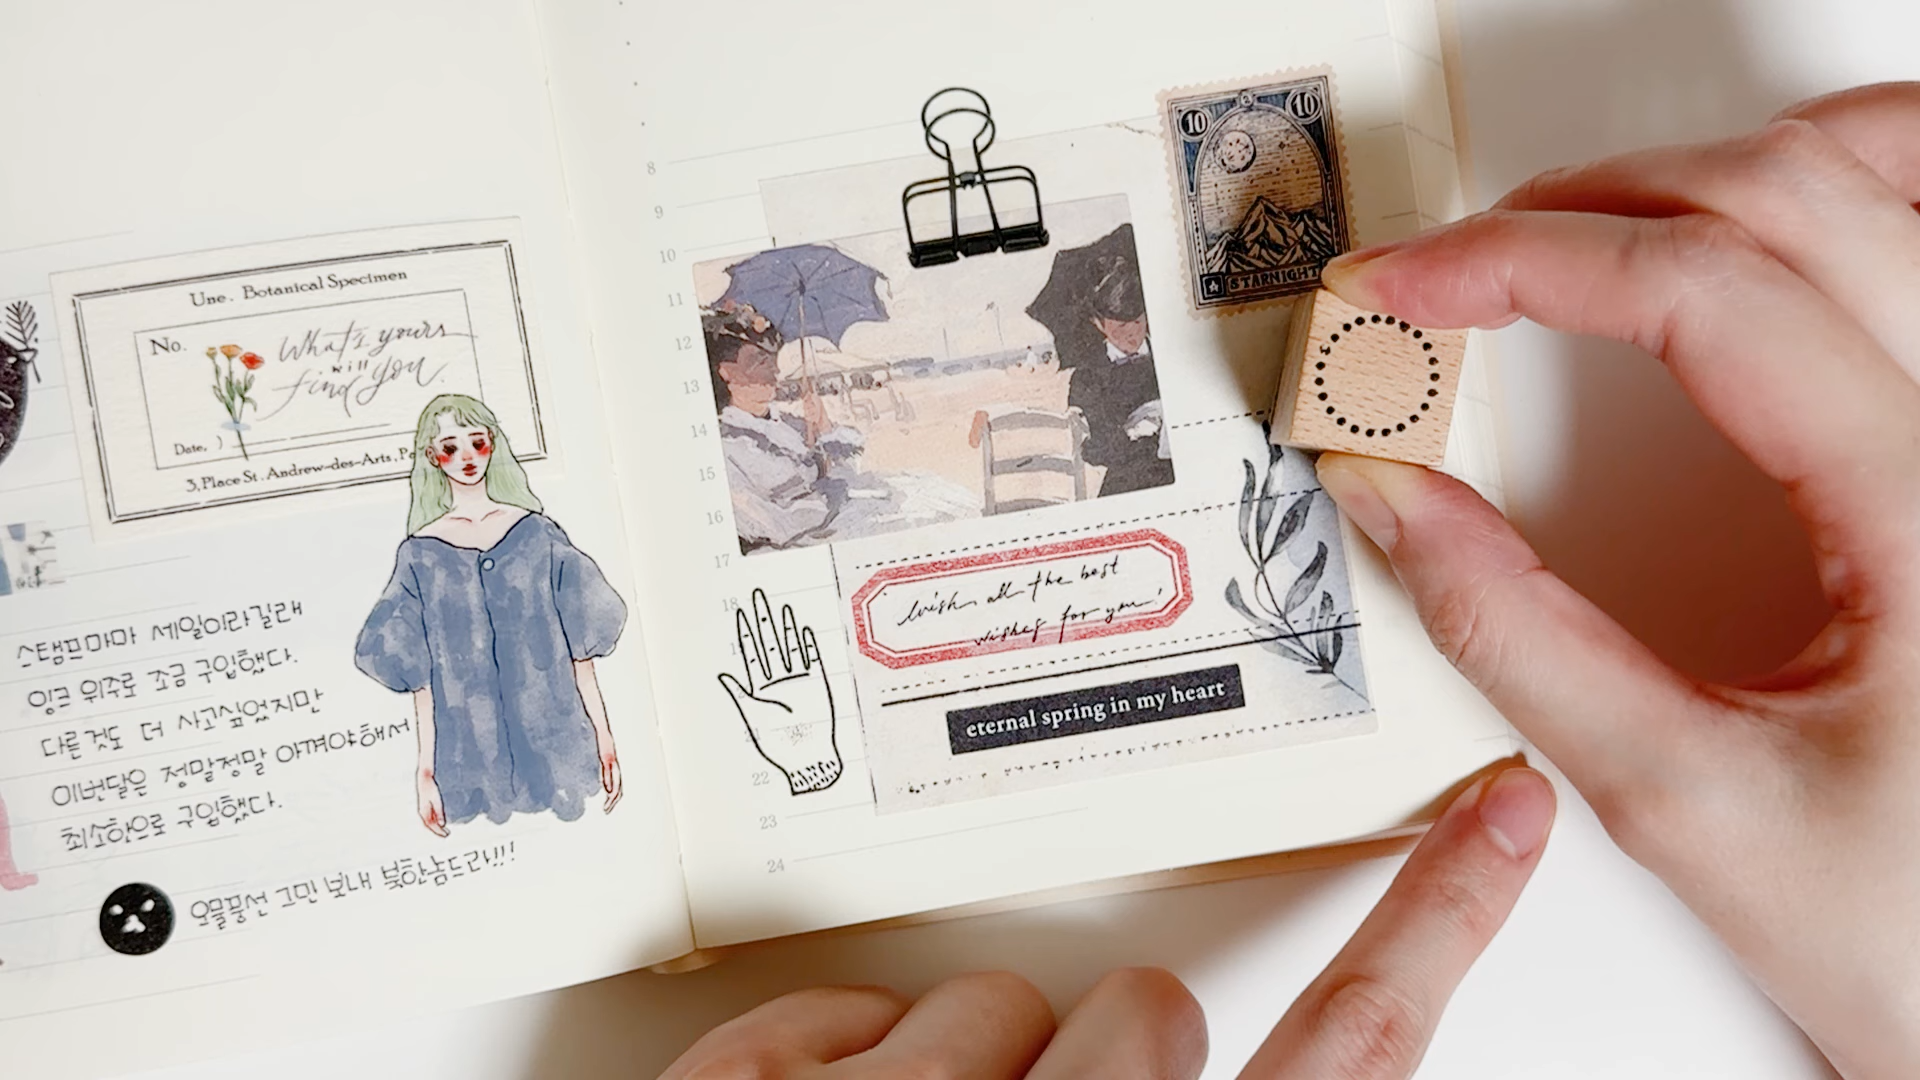 Une. Botanical Specimen
No.
What's yours
will
find you.
Date, )
3, Place St. Andrew-des-Arts, Pa
스탬프마마 세일이라길래
잉크 위주로 조금 구입했다.
다른것도 더 사고싶었지만
이번달은 정말정말 아껴야해서
최소한으로 구입했다.
오물풍선 그만 보내 북한놈드라!!!
8
9
10
11
12
13
14
15
16
17
18
22
23
24
10
10
STARNIGHT
Wish all the best
wishes for you!
eternal spring in my heart